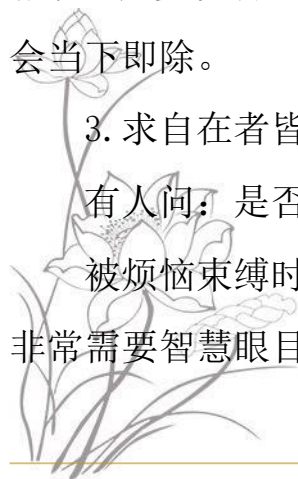 会当下即除。
3. 求自在者皆
有人问：是否
被烦恼束缚时
非常需要智慧眼目